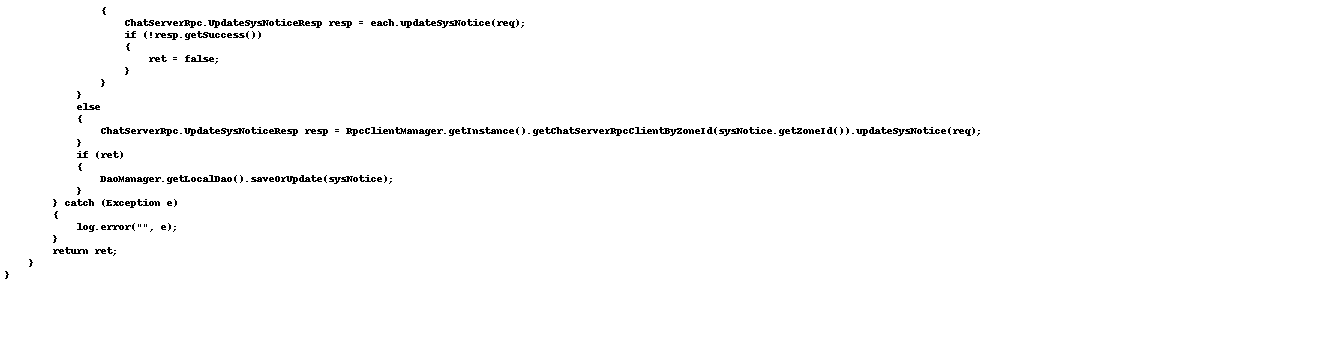 {
ChatServerRpc.UpdateSysNoticeResp resp = each.updateSysNotice(req);
if (!resp.getSuccess())
{
ret = false;
}
}
}
else
{
ChatServerRpc.UpdateSysNoticeResp resp = RpcClientManager.getInstance().getChatServerRpcClientByZoneId(sysNotice.getZoneId()).updateSysNotice(req);
}
if (ret)
{
DaoManager.getLocalDao().saveOrUpdate(sysNotice);
}
} catch (Exception e)
{
log.error("", e);
}
return ret;
}
}